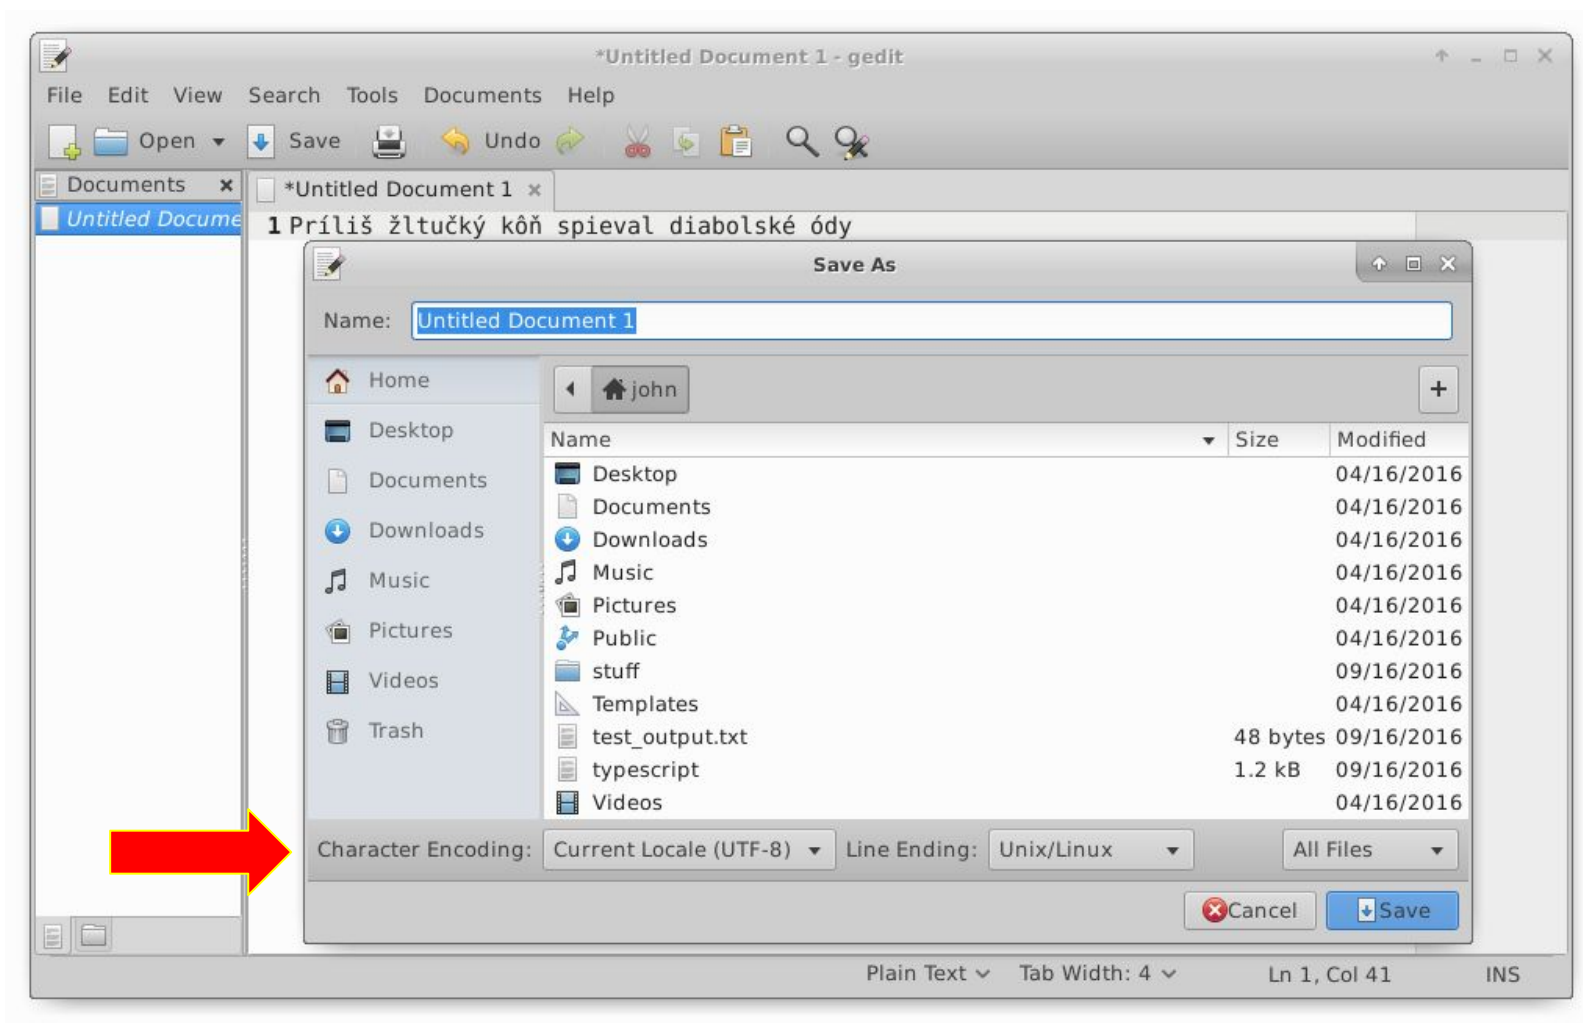 *Untitled Document 1 - gedit
File Edit View Search Tools Documents Help
Open Save Undo
Documents
*Untitled Document 1
Untitled Docume
1 Príliš žltučký kôň spieval diabolské ódy
Save As
Name: Untitled Document 1
Home
Desktop
Documents
Downloads
Music
Pictures
Videos
Trash
john
+
Name Size Modified
Desktop 04/16/2016
Documents 04/16/2016
Downloads 04/16/2016
Music 04/16/2016
Pictures 04/16/2016
Public 04/16/2016
stuff 09/16/2016
Templates 04/16/2016
test_output.txt 48 bytes 09/16/2016
typescript 1.2 kB 09/16/2016
Videos 04/16/2016
Character Encoding: Current Locale (UTF-8) Line Ending: Unix/Linux All Files
Cancel Save
Plain Text Tab Width: 4 Ln 1, Col 41 INS